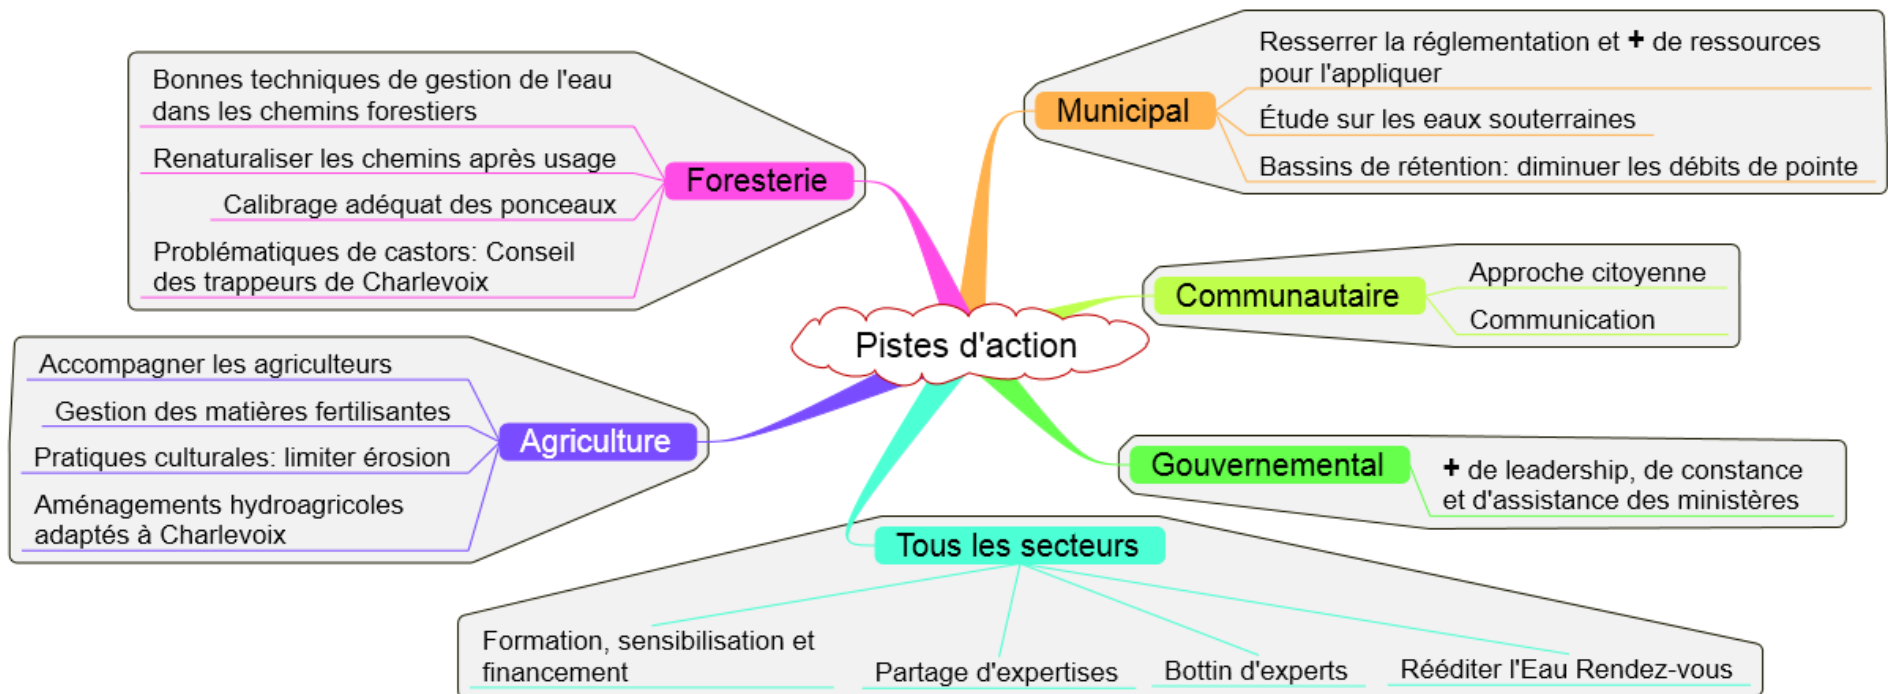 Pistes d'action
Foresterie
Bonnes techniques de gestion de l'eau
dans les chemins forestiers
Renaturaliser les chemins après usage
Calibrage adéquat des ponceaux
Problématiques de castors: Conseil
des trappeurs de Charlevoix
Municipal
Resserrer la réglementation et + de ressources
pour l'appliquer
Étude sur les eaux souterraines
Bassins de rétention: diminuer les débits de pointe
Communautaire
Approche citoyenne
Communication
Agriculture
Accompagner les agriculteurs
Gestion des matières fertilisantes
Pratiques culturales: limiter érosion
Aménagements hydroagricoles
adaptés à Charlevoix
Gouvernemental
+ de leadership, de constance
et d'assistance des ministères
Tous les secteurs
Formation, sensibilisation et
financement
Partage d'expertises
Bottin d'experts
Rééditer l'Eau Rendez-vous